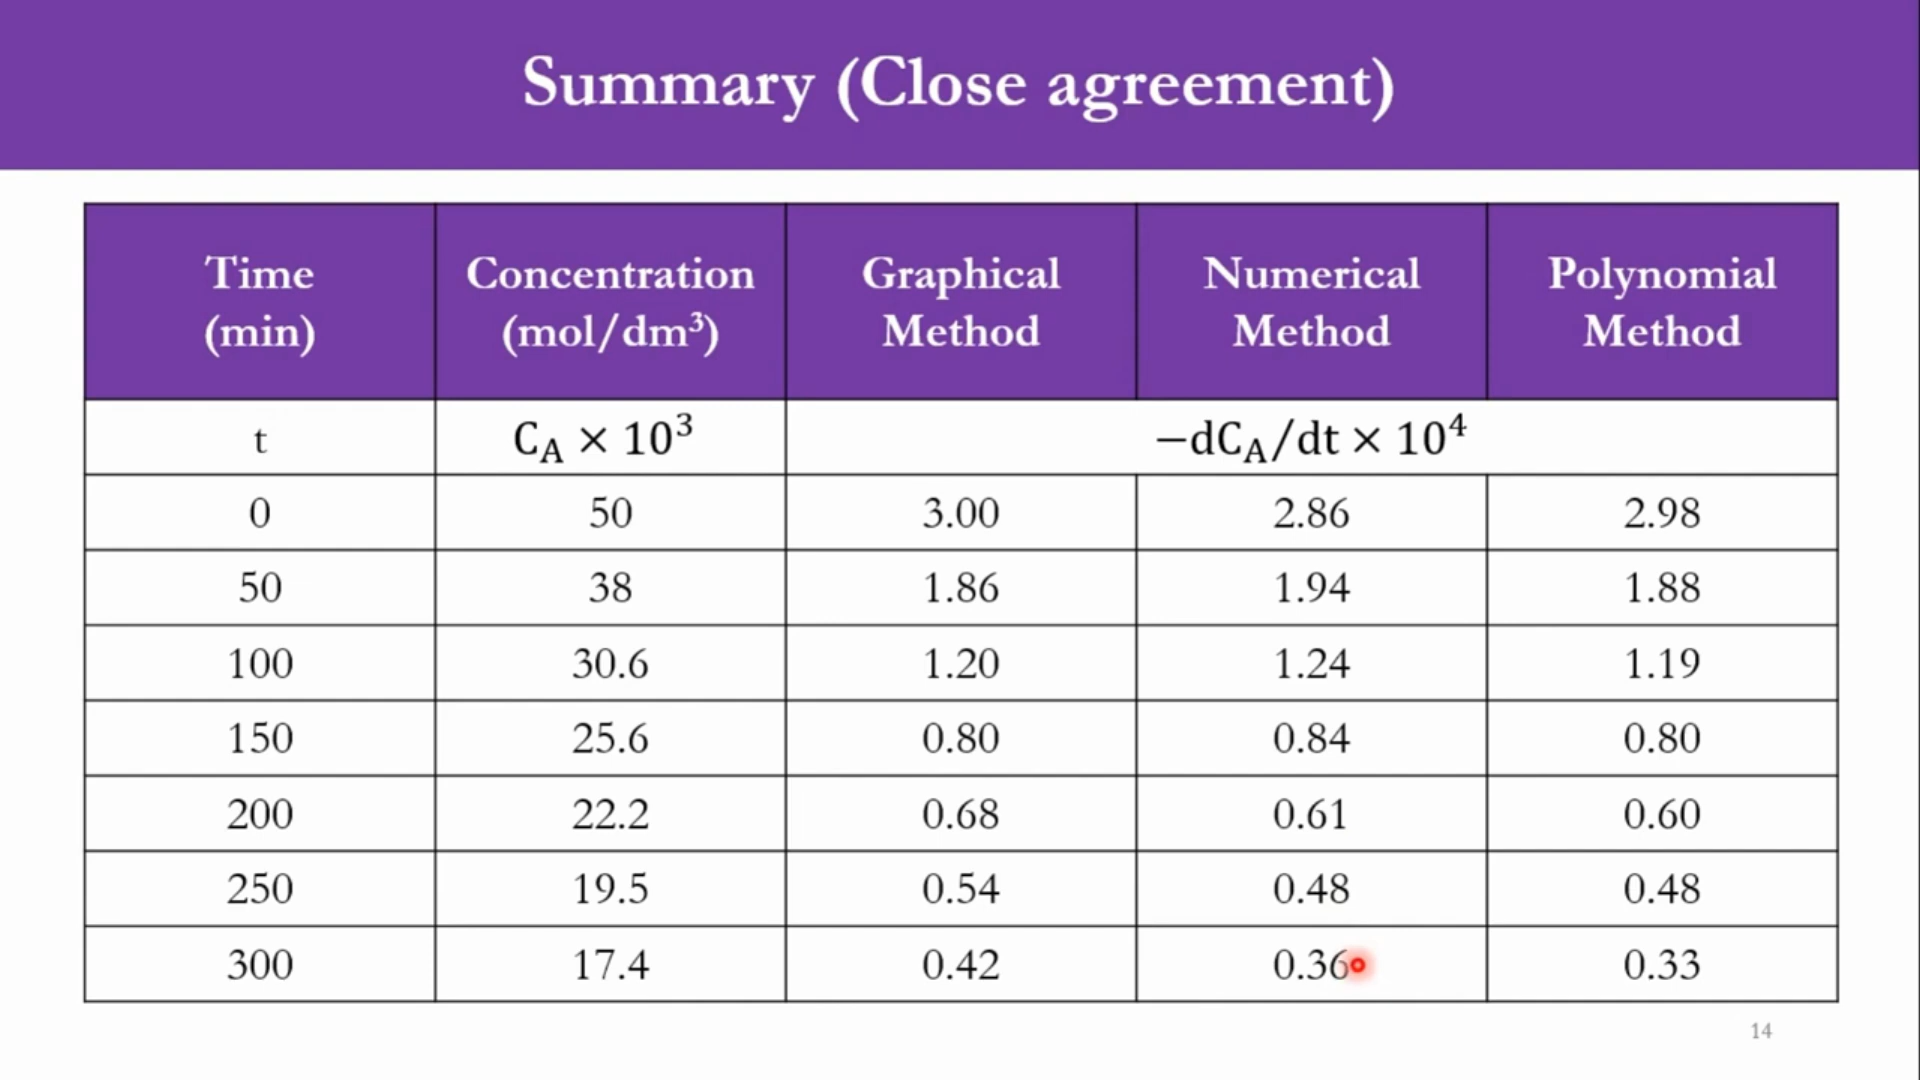 Summary (Close agreement)
Time (min) Concentration (mol/dm³) Graphical Method Numerical Method Polynomial Method
t C_A × 10³ −dC_A/dt × 10⁴
0 50 3.00 2.86 2.98
50 38 1.86 1.94 1.88
100 30.6 1.20 1.24 1.19
150 25.6 0.80 0.84 0.80
200 22.2 0.68 0.61 0.60
250 19.5 0.54 0.48 0.48
300 17.4 0.42 0.36 0.33
14